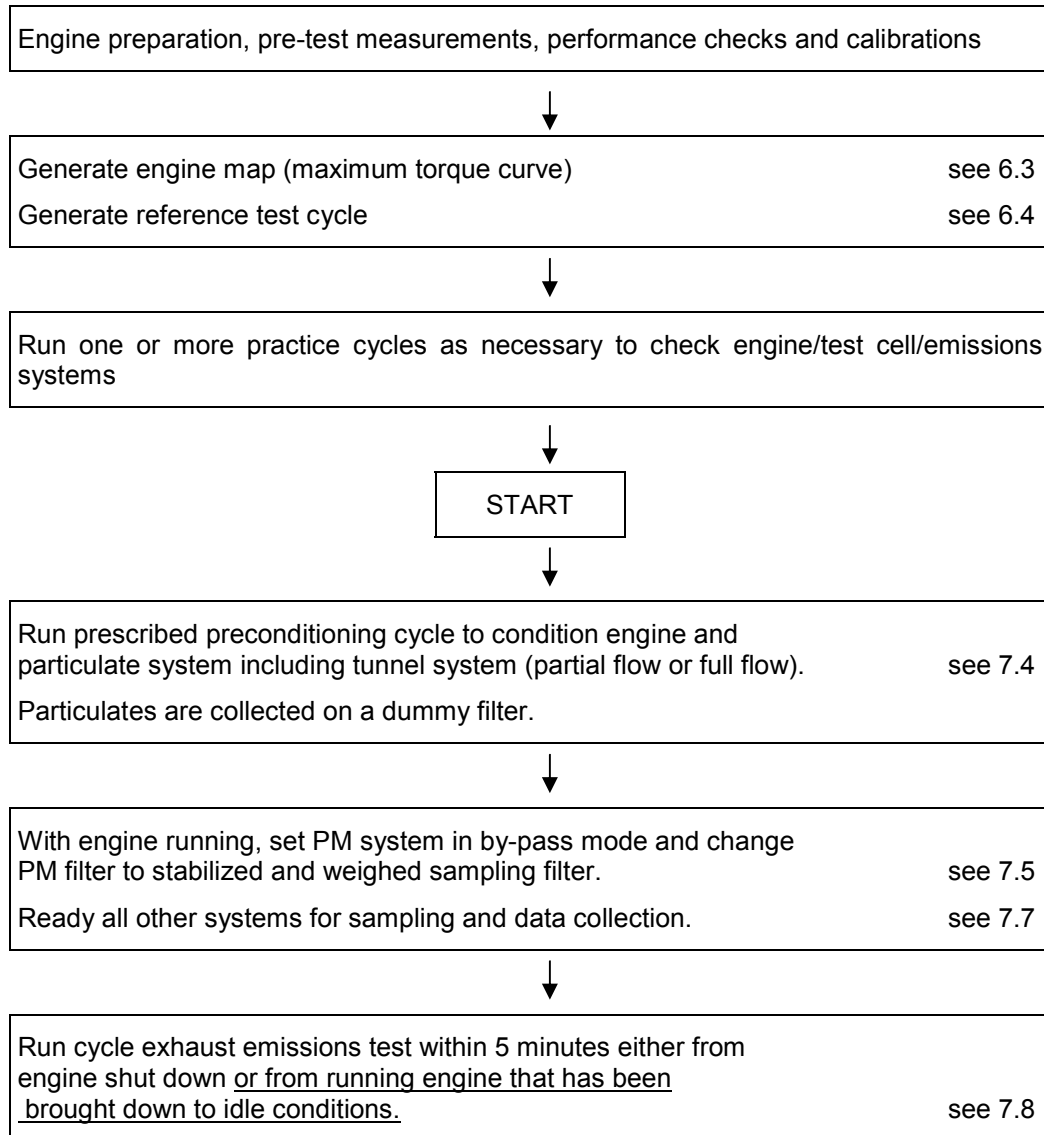 Engine preparation, pre-test measurements, performance checks and calibrations
Generate engine map (maximum torque curve) see 6.3
Generate reference test cycle see 6.4
Run one or more practice cycles as necessary to check engine/test cell/emissions
systems
START
Run prescribed preconditioning cycle to condition engine and
particulate system including tunnel system (partial flow or full flow). see 7.4
Particulates are collected on a dummy filter.
With engine running, set PM system in by-pass mode and change
PM filter to stabilized and weighed sampling filter. see 7.5
Ready all other systems for sampling and data collection. see 7.7
Run cycle exhaust emissions test within 5 minutes either from
engine shut down or from running engine that has been
brought down to idle conditions. see 7.8